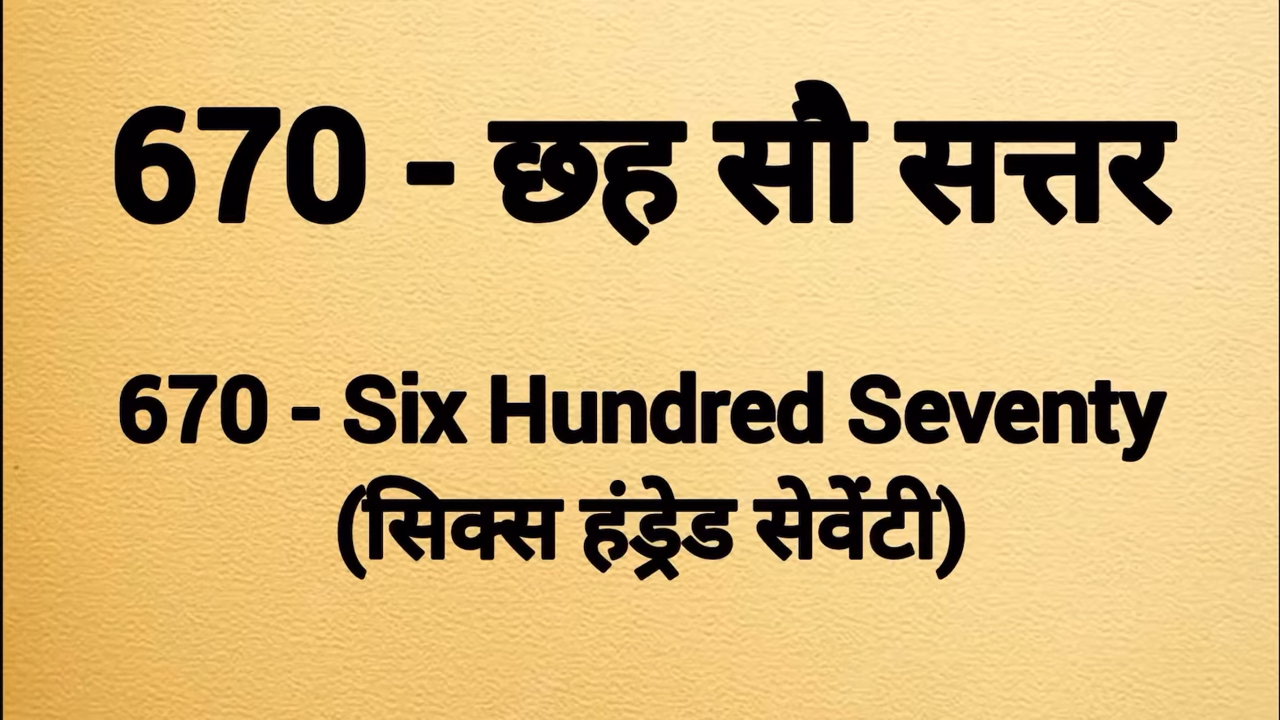 670 - छह सौ सत्तर
670 - Six Hundred Seventy
(सिक्स हंड्रेड सेवेंटी)